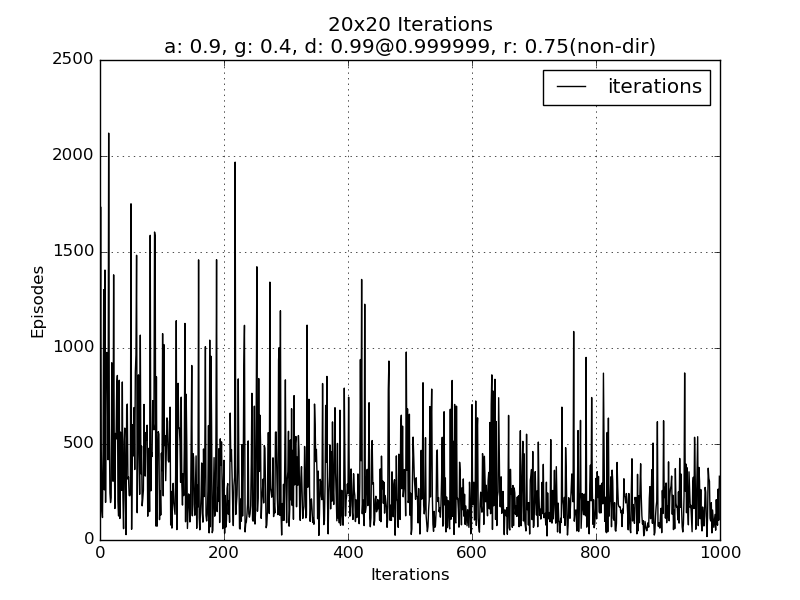 20x20 Iterations
a: 0.9, g: 0.4, d: 0.99@0.999999, r: 0.75(non-dir)
iterations
2500
2000
1500
1000
500
0
Episodes
0 200 400 600 800 1000
Iterations